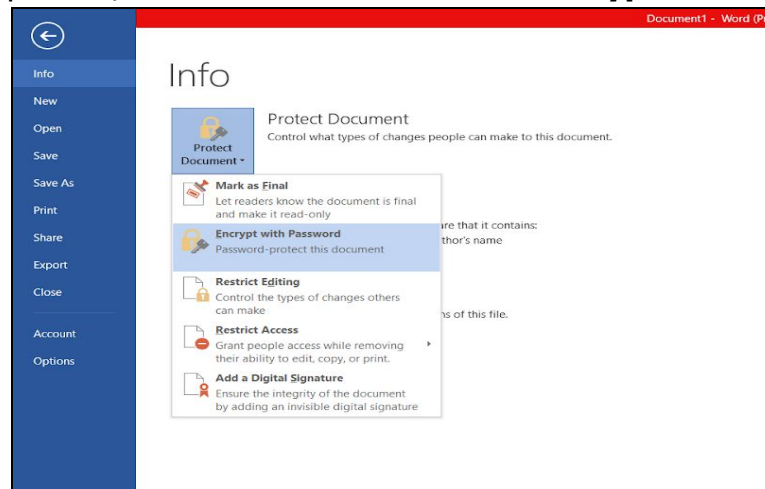 Document1 - Word (P
Info
New
Open
Save
Save As
Print
Share
Export
Close
Account
Options
Info
Protect Document
Control what types of changes people can make to this document.
Protect
Document
Mark as Final
Let readers know the document is final
and make it read-only
Encrypt with Password
Password-protect this document
Restrict Editing
Control the types of changes others
can make
Restrict Access
Grant people access while removing
their ability to edit, copy, or print.
Add a Digital Signature
Ensure the integrity of the document
by adding an invisible digital signature
are that it contains:
thor's name
ns of this file.